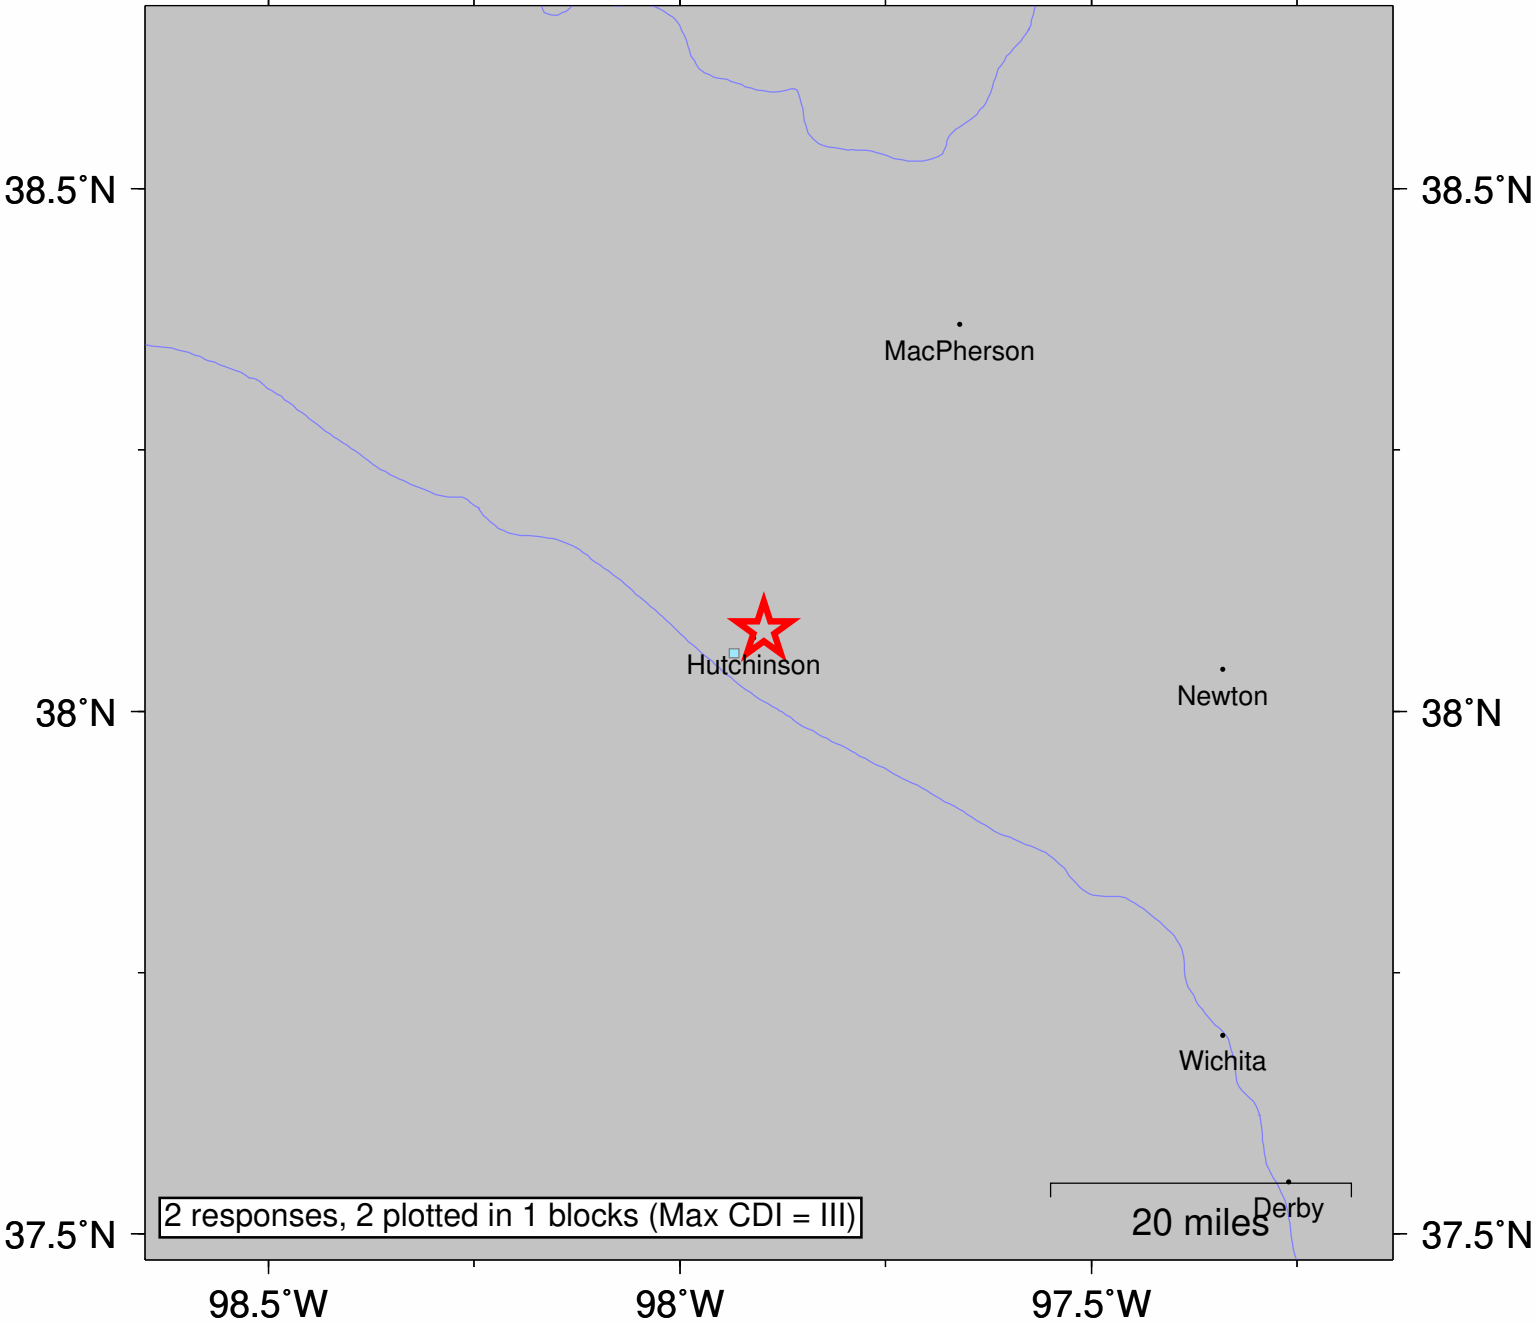 38.5˚N
38.5˚N
MacPherson
Hutchinson
Newton
38˚N
38˚N
Wichita
Derby
20 miles
2 responses, 2 plotted in 1 blocks (Max CDI = III)
37.5˚N
37.5˚N
98.5˚W
98˚W
97.5˚W